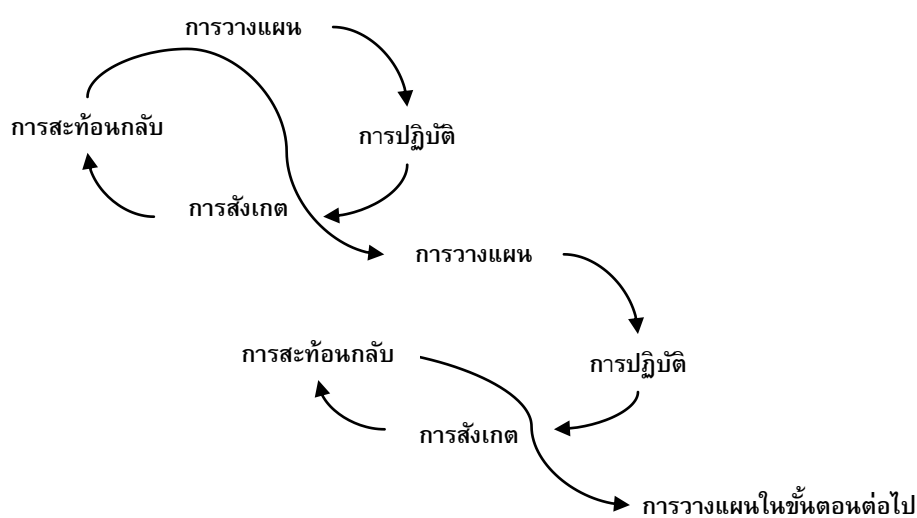 การวางแผน
การปฏิบัติ
การสังเกต
การสะท้อนกลับ
การวางแผน
การปฏิบัติ
การสังเกต
การสะท้อนกลับ
การวางแผนในขั้นตอนต่อไป